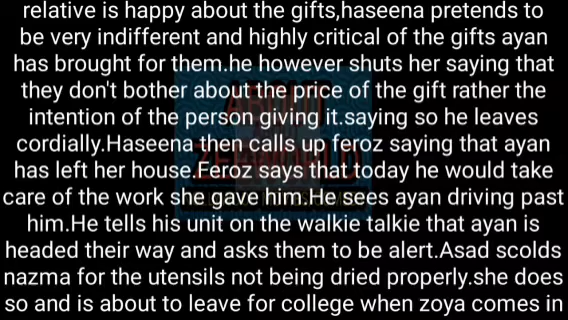 relative is happy about the gifts,haseena pretends to
be very indifferent and highly critical of the gifts ayan
has brought for them.he however shuts her saying that
they don't bother about the price of the gift rather the
intention of the person giving it.saying so he leaves
cordially.Haseena then calls up feroz saying that ayan
has left her house.Feroz says that today he would take
care of the work she gave him.He sees ayan driving past
him.He tells his unit on the walkie talkie that ayan is
headed their way and asks them to be alert.Asad scolds
nazma for the utensils not being dried properly.she does
so and is about to leave for college when zoya comes in